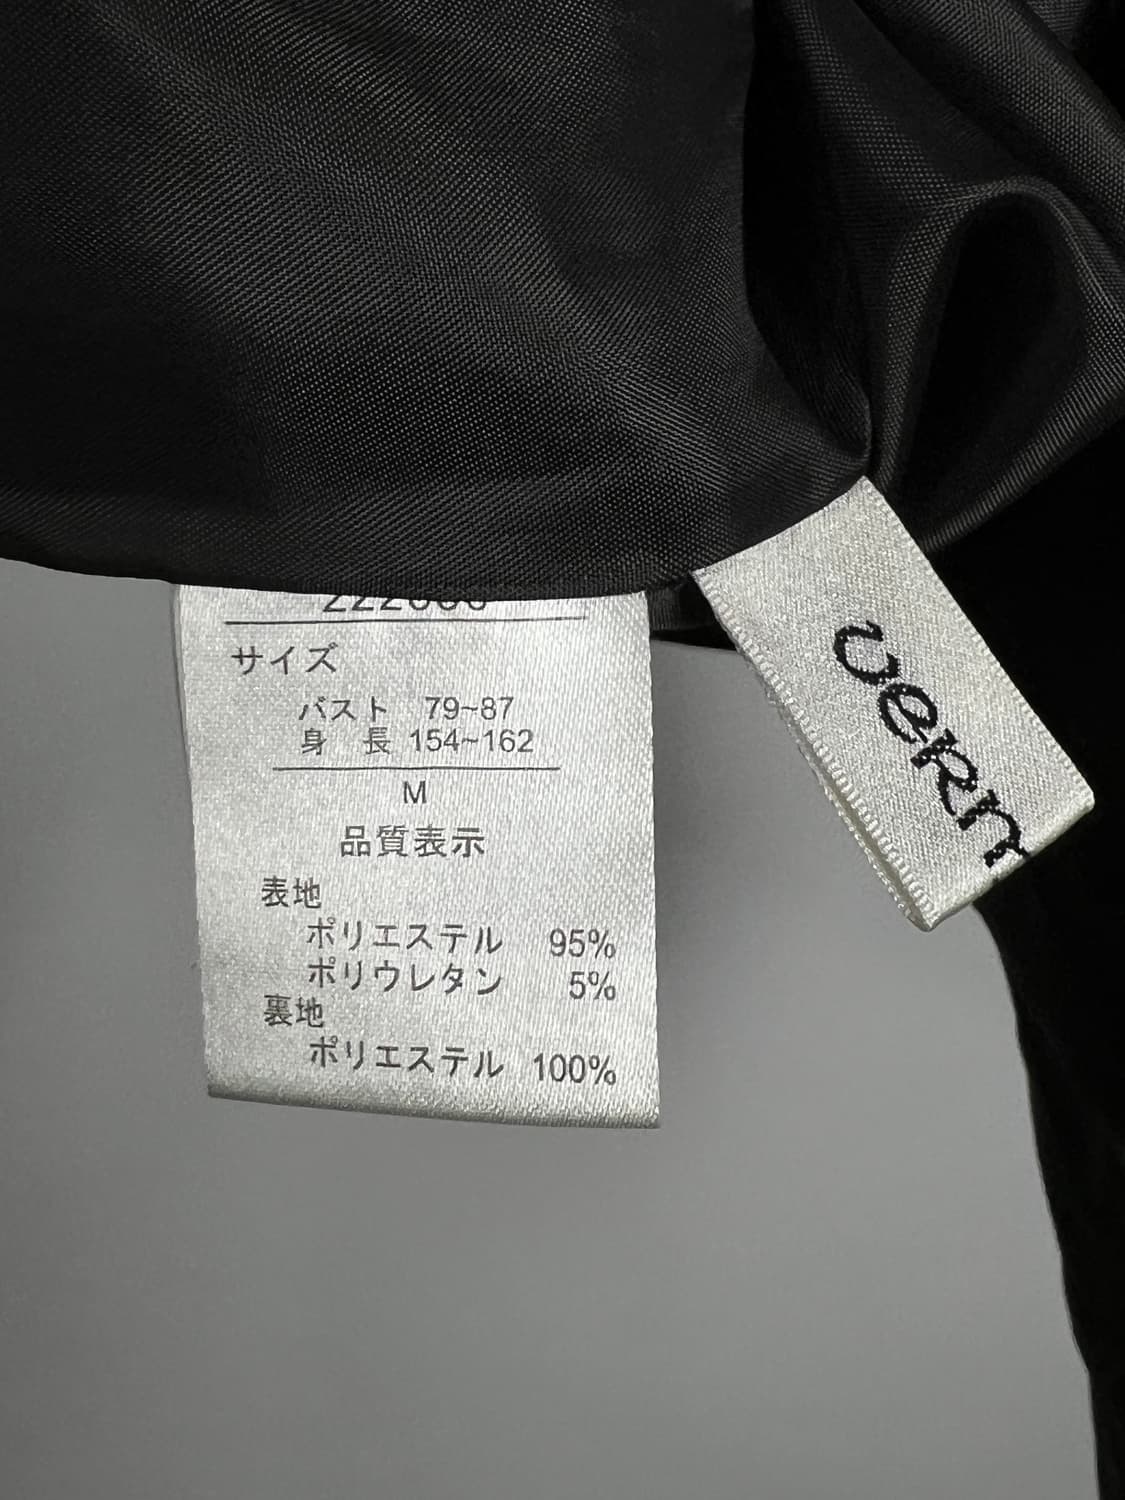 サイズ
バスト 79~87
身 長 154~162
M
品質表示
表地
ポリエステル 95%
ポリウレタン 5%
裏地
ポリエステル 100%